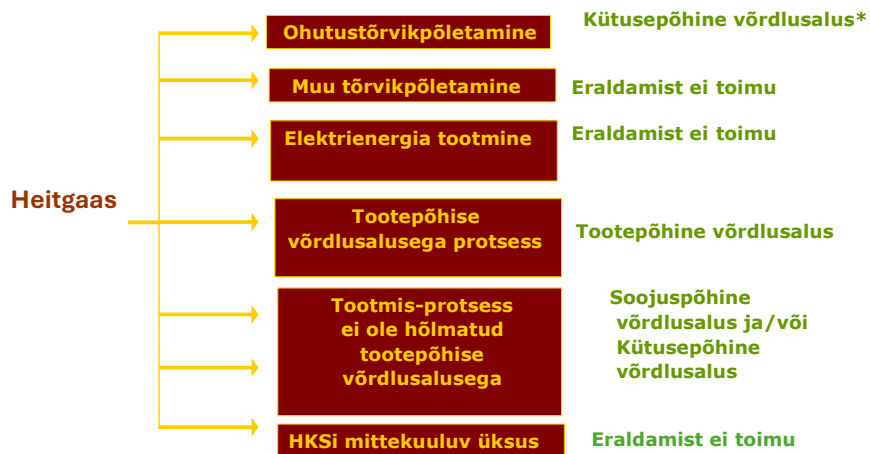 Ohutustõrvikpõletamine
Kütusepõhine võrdlusalus*
Muu tõrvikpõletamine
Eraldamist ei toimu
Elektrienergia tootmine
Eraldamist ei toimu
Heitgaas
Tootepõhise
võrdlusalusega protsess
Tootepõhine võrdlusalus
Tootmis-protsess
ei ole hõlmatud
tootepõhise
võrdlusalusega
Soojuspõhine
võrdlusalus ja/või
Kütusepõhine
võrdlusalus
HKSi mittekuuluv üksus
Eraldamist ei toimu